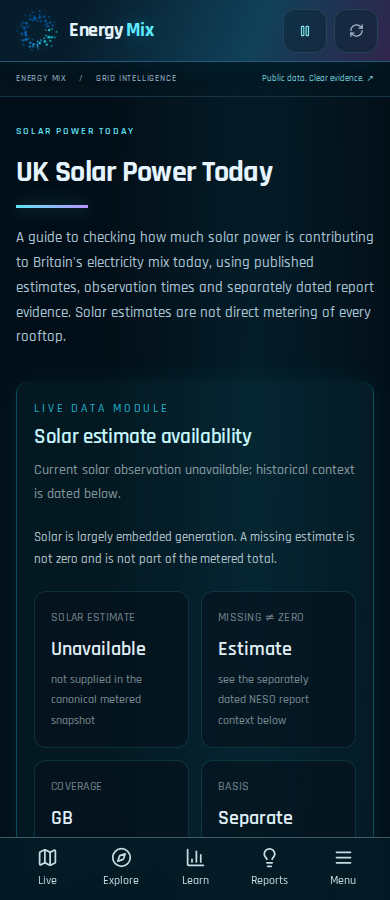 Energy Mix
ENERGY MIX / GRID INTELLIGENCE
Public data. Clear evidence. ↗
SOLAR POWER TODAY
UK Solar Power Today
A guide to checking how much solar power is contributing
to Britain's electricity mix today, using published
estimates, observation times and separately dated report
evidence. Solar estimates are not direct metering of every
rooftop.
LIVE DATA MODULE
Solar estimate availability
Current solar observation unavailable; historical context
is dated below.
Solar is largely embedded generation. A missing estimate is
not zero and is not part of the metered total.
SOLAR ESTIMATE
Unavailable
not supplied in the
canonical metered
snapshot
MISSING ≠ ZERO
Estimate
see the separately
dated NESO report
context below
COVERAGE
GB
BASIS
Separate
Live
Explore
Learn
Reports
Menu